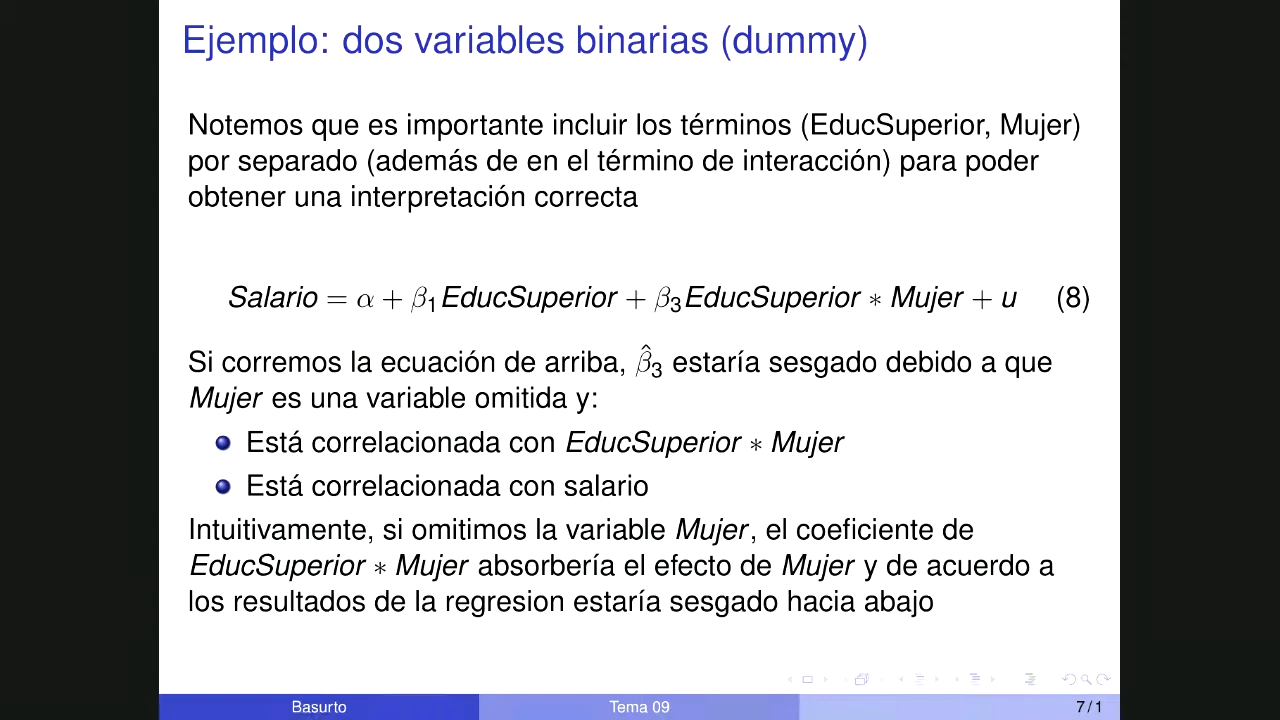 Ejemplo: dos variables binarias (dummy)
Notemos que es importante incluir los términos (EducSuperior, Mujer)
por separado (además de en el término de interacción) para poder
obtener una interpretación correcta
Salario = α + β₁EducSuperior + β₃EducSuperior ∗ Mujer + u (8)
Si corremos la ecuación de arriba, β̂₃ estaría sesgado debido a que
Mujer es una variable omitida y:
Está correlacionada con EducSuperior ∗ Mujer
Está correlacionada con salario
Intuitivamente, si omitimos la variable Mujer, el coeficiente de
EducSuperior ∗ Mujer absorbería el efecto de Mujer y de acuerdo a
los resultados de la regresion estaría sesgado hacia abajo
Basurto Tema 09 7/1